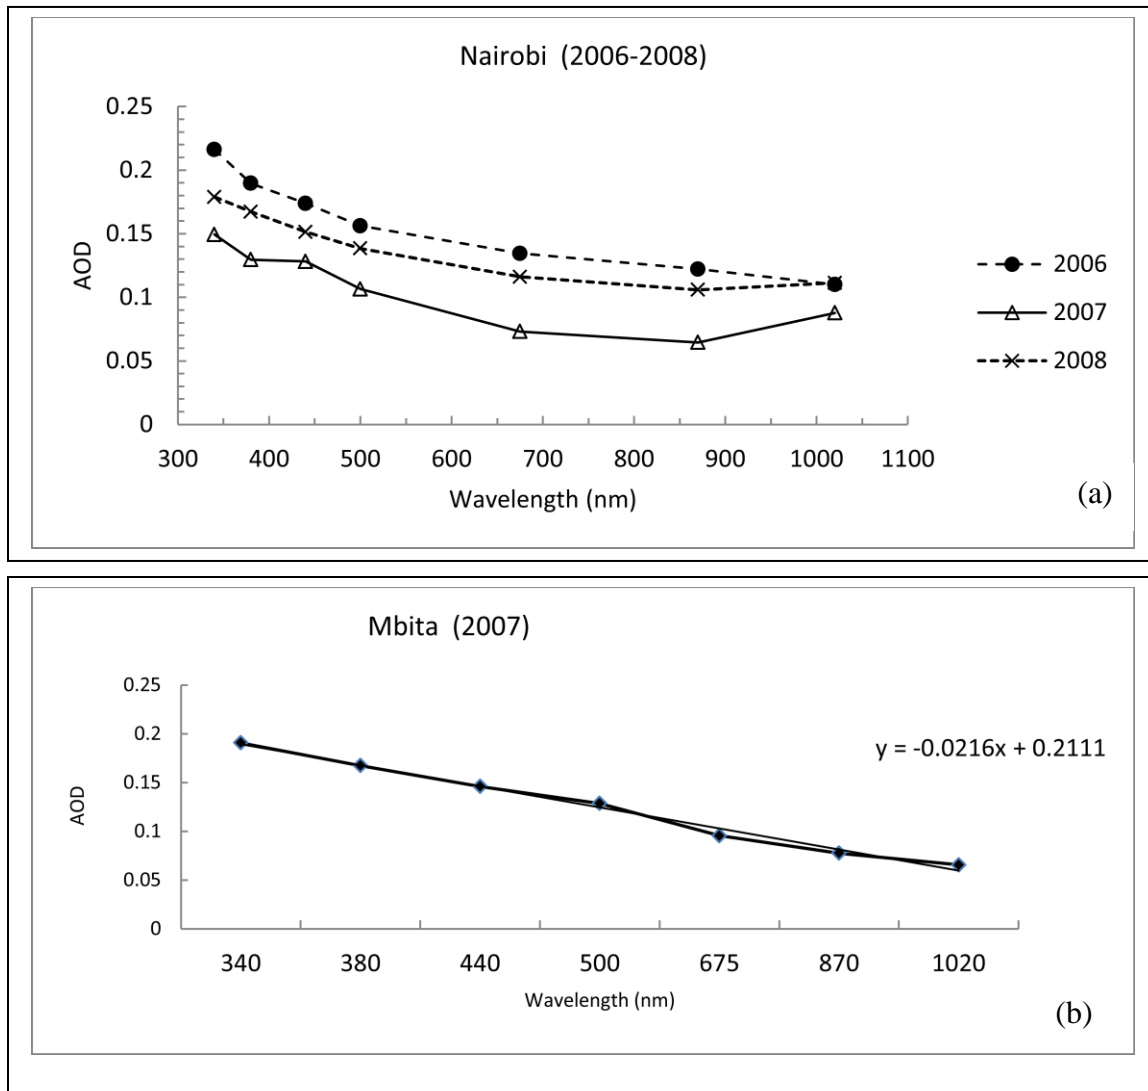 Nairobi (2006-2008)
0.25
0.2
0.15
0.1
0.05
0
AOD
300 400 500 600 700 800 900 1000 1100
Wavelength (nm)
2006
2007
2008
(a)
Mbita (2007)
0.25
0.2
0.15
0.1
0.05
0
AOD
y = -0.0216x + 0.2111
340 380 440 500 675 870 1020
Wavelength (nm)
(b)